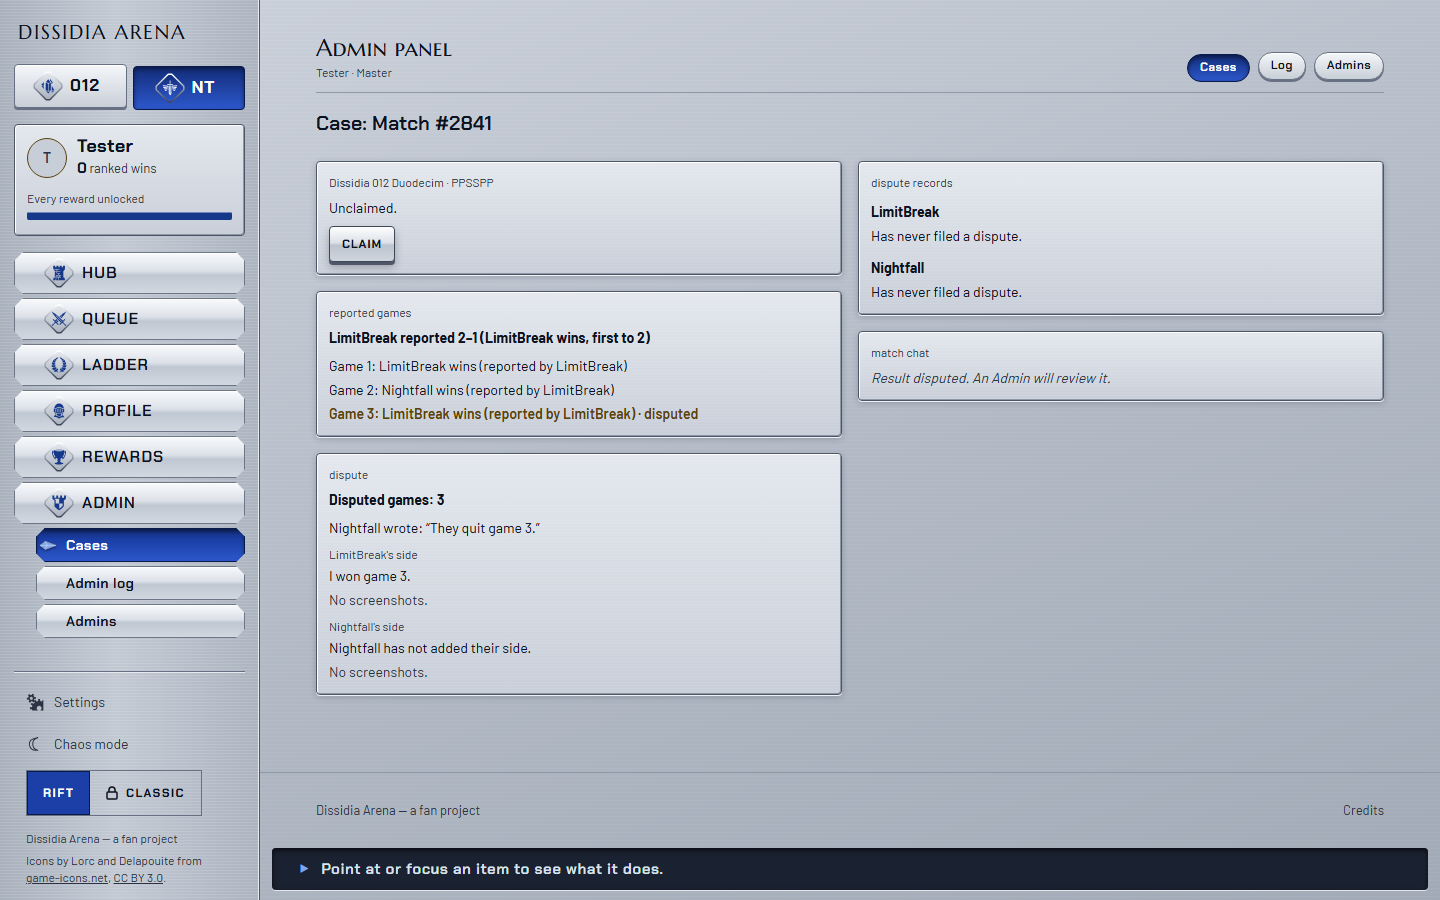 DISSIDIA ARENA
012
NT
T
Tester
0 ranked wins
Every reward unlocked
HUB
QUEUE
LADDER
PROFILE
REWARDS
ADMIN
Cases
Admin log
Admins
Settings
Chaos mode
RIFT
CLASSIC
Dissidia Arena — a fan project
Icons by Lorc and Delapouite from
game-icons.net, CC BY 3.0.
Admin panel
Tester · Master
Cases
Log
Admins
Case: Match #2841
Dissidia 012 Duodecim · PPSSPP
Unclaimed.
CLAIM
reported games
LimitBreak reported 2–1 (LimitBreak wins, first to 2)
Game 1: LimitBreak wins (reported by LimitBreak)
Game 2: Nightfall wins (reported by LimitBreak)
Game 3: LimitBreak wins (reported by LimitBreak) · disputed
dispute
Disputed games: 3
Nightfall wrote: “They quit game 3.”
LimitBreak's side
I won game 3.
No screenshots.
Nightfall's side
Nightfall has not added their side.
No screenshots.
dispute records
LimitBreak
Has never filed a dispute.
Nightfall
Has never filed a dispute.
match chat
Result disputed. An Admin will review it.
Dissidia Arena — a fan project
Credits
Point at or focus an item to see what it does.